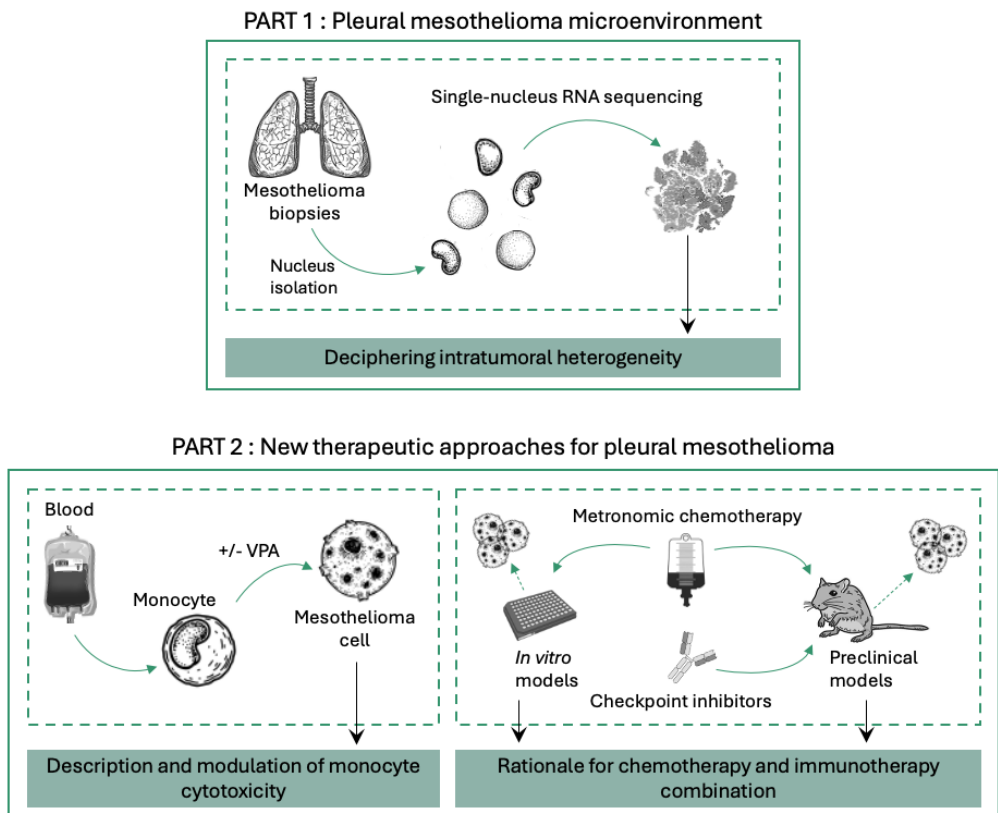 PART 1 : Pleural mesothelioma microenvironment
Single-nucleus RNA sequencing
Mesothelioma
biopsies
Nucleus
isolation
Deciphering intratumoral heterogeneity
PART 2 : New therapeutic approaches for pleural mesothelioma
Blood
+/- VPA
Monocyte
Mesothelioma
cell
Description and modulation of monocyte
cytotoxicity
Metronomic chemotherapy
In vitro
models
Checkpoint inhibitors
Preclinical
models
Rationale for chemotherapy and immunotherapy
combination